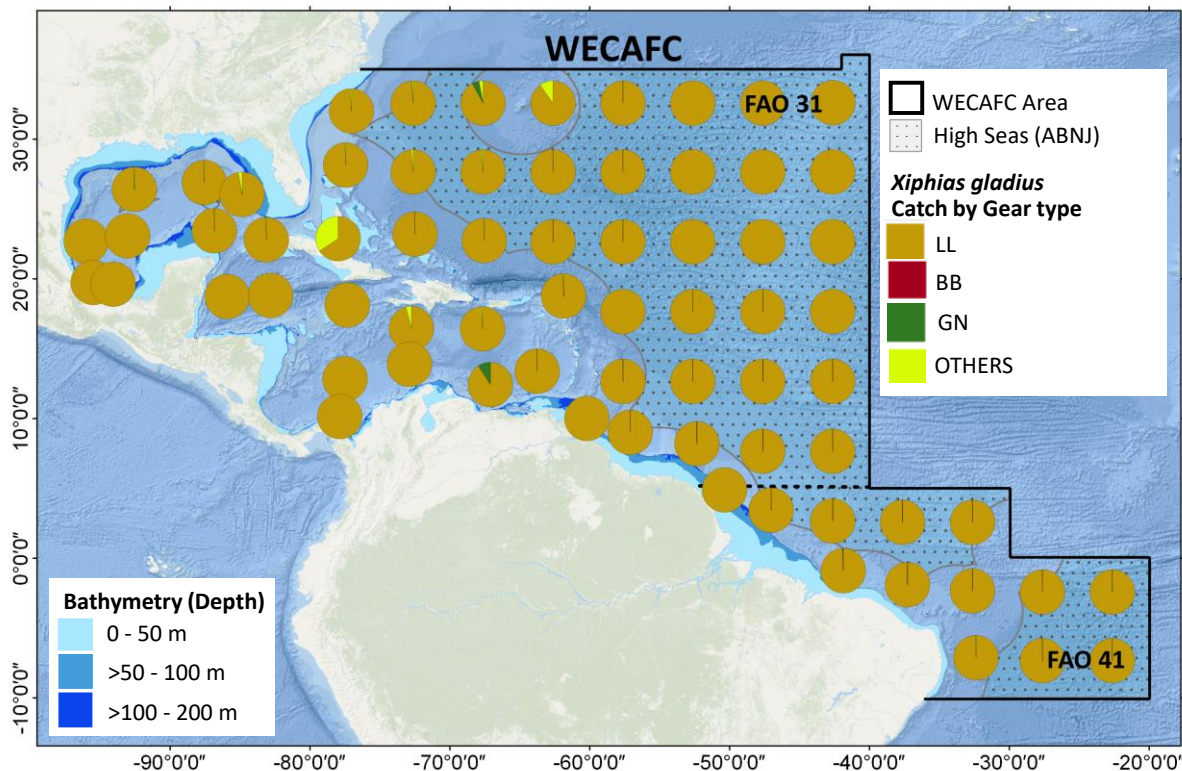 WECAFC
FAO 31
WECAFC Area
High Seas (ABNJ)
Xiphias gladius
Catch by Gear type
LL
BB
GN
OTHERS
30°0'0"
20°0'0"
10°0'0"
0°0'0"
-10°0'0"
FAO 41
Bathymetry (Depth)
0 - 50 m
>50 - 100 m
>100 - 200 m
-90°0'0" -80°0'0" -70°0'0" -60°0'0" -50°0'0" -40°0'0" -30°0'0" -20°0'0"